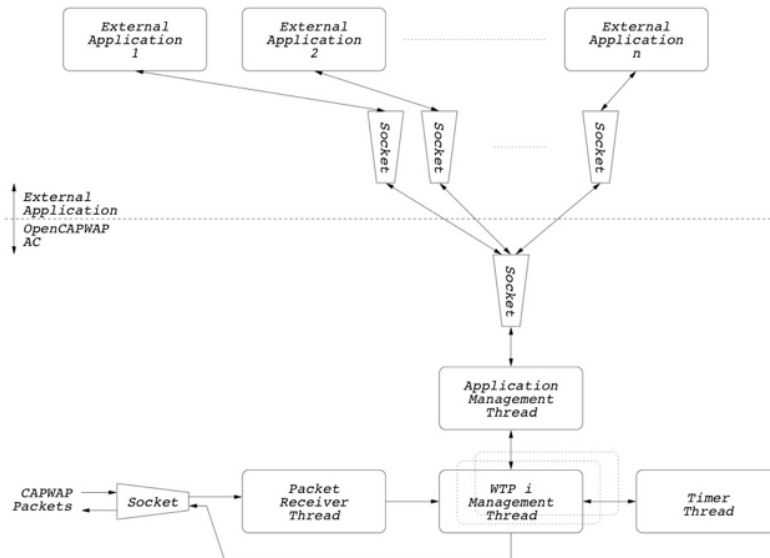 External
Application
1
External
Application
2
External
Application
n
Socket
Socket
Socket
External
Application
OpenCAPWAP
AC
Socket
Application
Management
Thread
CAPWAP
Packets
Socket
Packet
Receiver
Thread
WTP i
Management
Thread
Timer
Thread